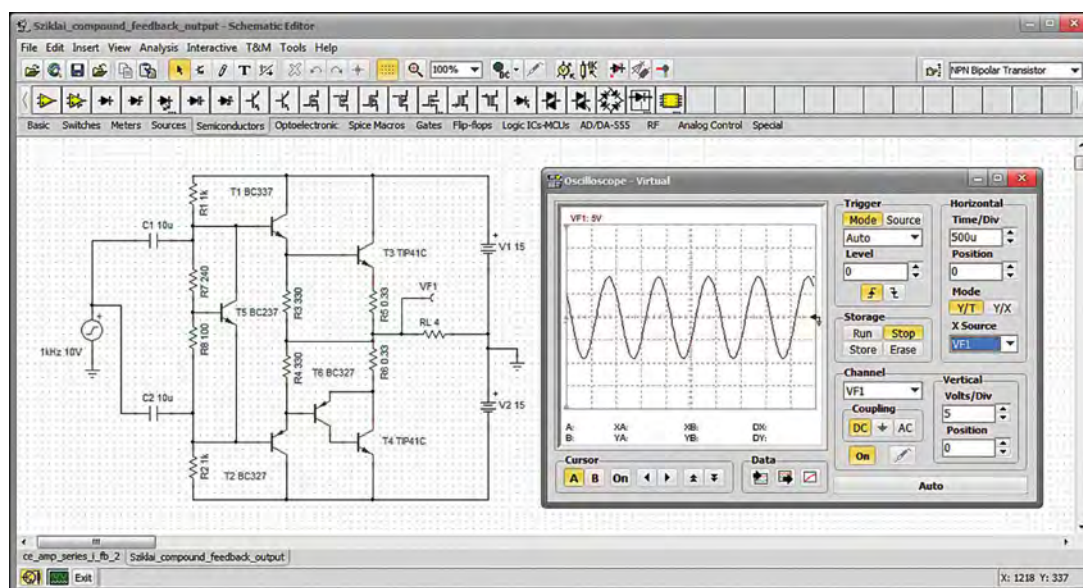 Sziklai_compound_feedback_output - Schematic Editor
File Edit Insert View Analysis Interactive T&M Tools Help
100%
NPN Bipolar Transistor
Basic Switches Meters Sources Semiconductors Optoelectronic Spice Macros Gates Flip-flops Logic ICs-MCUs AD/DA-555 RF Analog Control Special
R1 1k
T1 BC337
C1 10u
R7 240
T5 BC237
R8 100
1kHz 10V
C2 10u
R2 1k
T2 BC327
R3 330
R4 330
T3 TIP41C
R5 0.33
VF1
RL 4
R6 0.33
T6 BC327
T4 TIP41C
V1 15
V2 15
Oscilloscope - Virtual
VF1: 5V
A: XA: XB: DX:
B: YA: YB: DY:
Cursor
A B On
Data
Trigger
Mode Source
Auto
Level
0
Storage
Run Stop
Store Erase
Channel
VF1
Coupling
DC AC
On
Horizontal
Time/Div
500u
Position
0
Mode
Y/T Y/X
X Source
VF1
Vertical
Volts/Div
5
Position
0
Auto
ce_amp_series_i_fb_2 Sziklai_compound_feedback_output
Exit
X: 1218 Y: 337